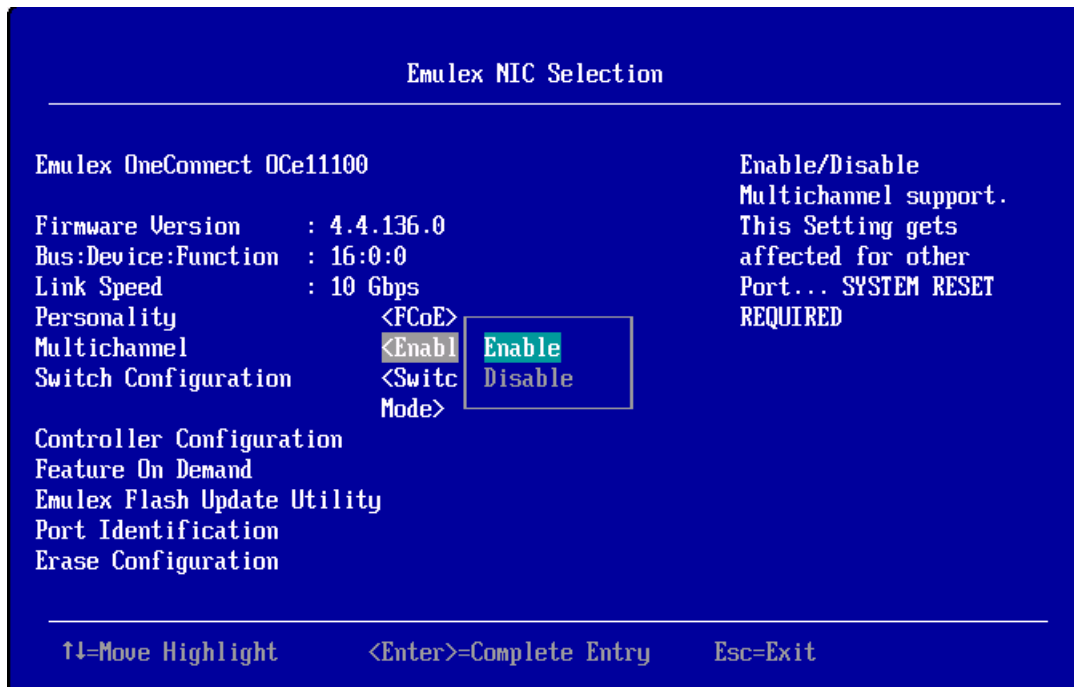 Emulex NIC Selection
Emulex OneConnect OCe11100
Firmware Version : 4.4.136.0
Bus:Device:Function : 16:0:0
Link Speed : 10 Gbps
Personality <FCoE>
Multichannel <Enabl
Switch Configuration <Switc
Mode>
Enable
Disable
Controller Configuration
Feature On Demand
Emulex Flash Update Utility
Port Identification
Erase Configuration
Enable/Disable
Multichannel support.
This Setting gets
affected for other
Port... SYSTEM RESET
REQUIRED
↑↓=Move Highlight <Enter>=Complete Entry Esc=Exit